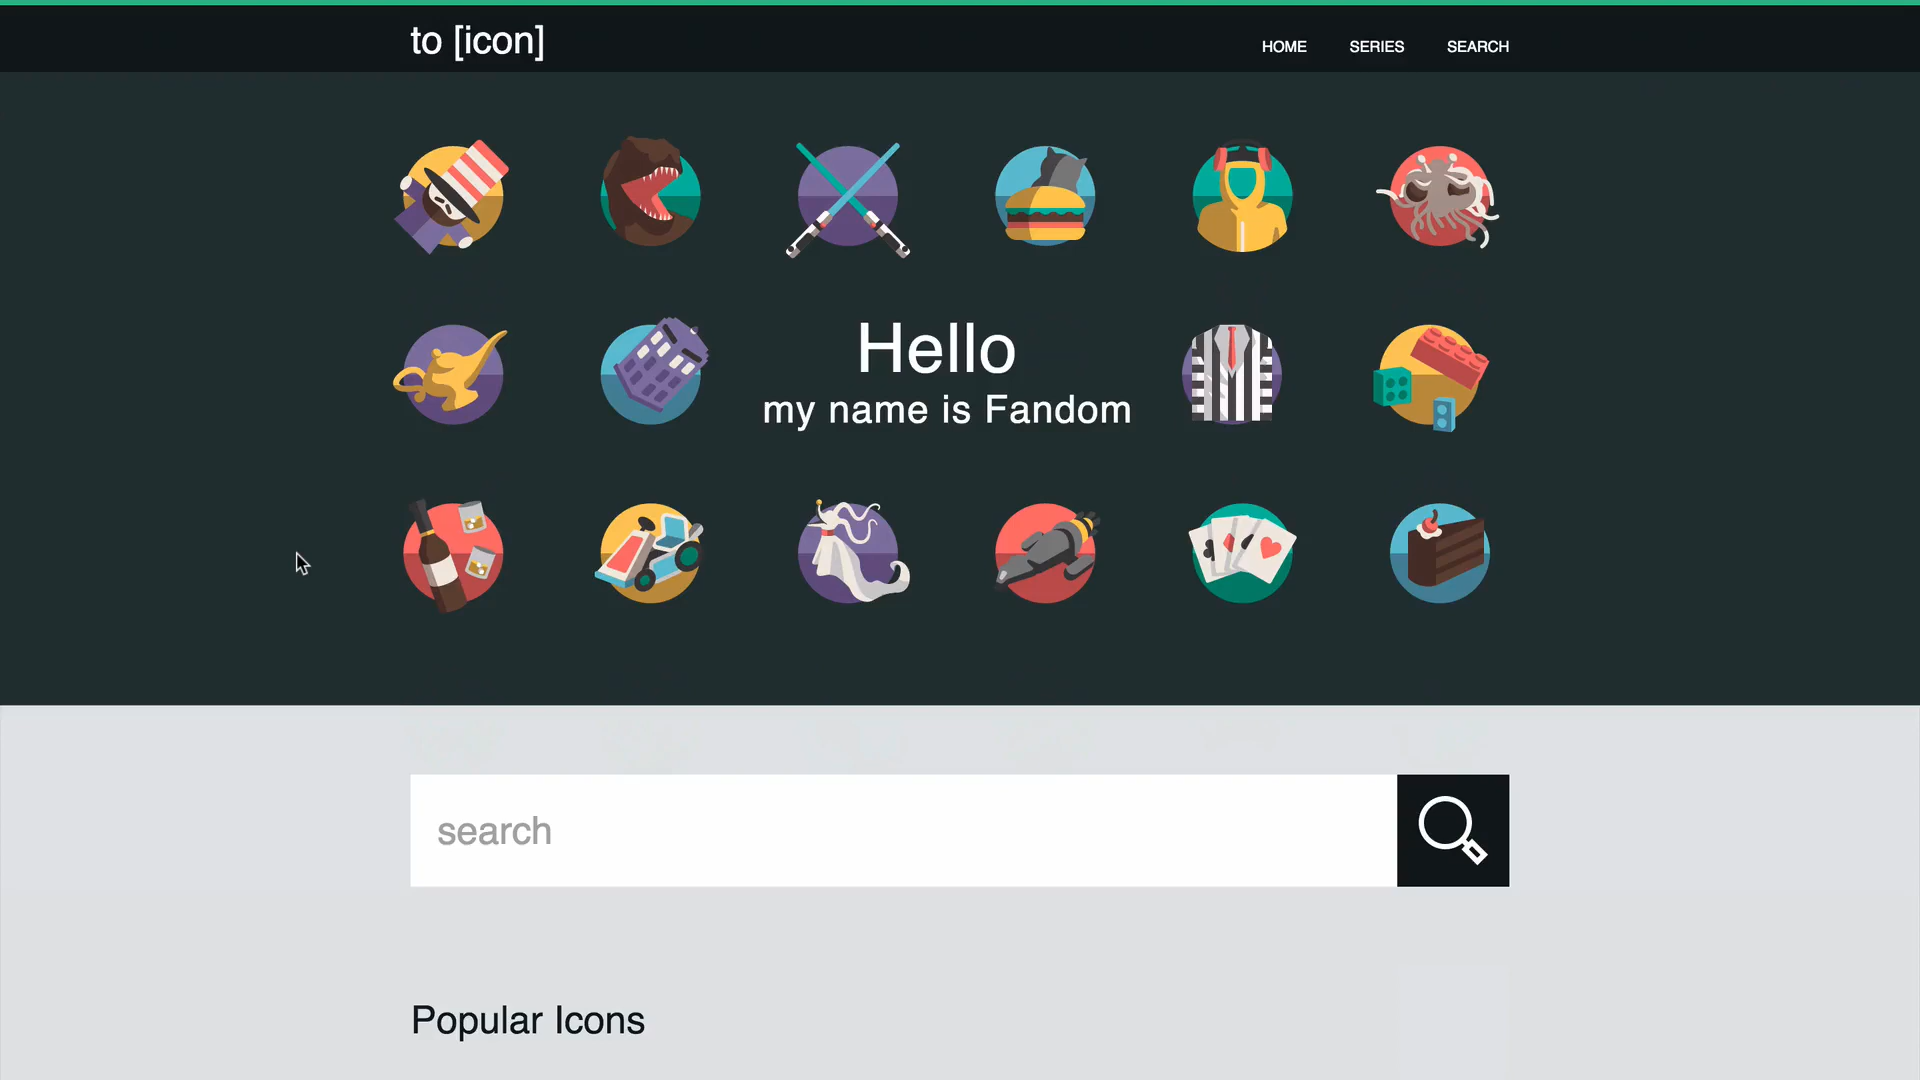 to [icon]
HOME SERIES SEARCH
Hello
my name is Fandom
search
Popular Icons